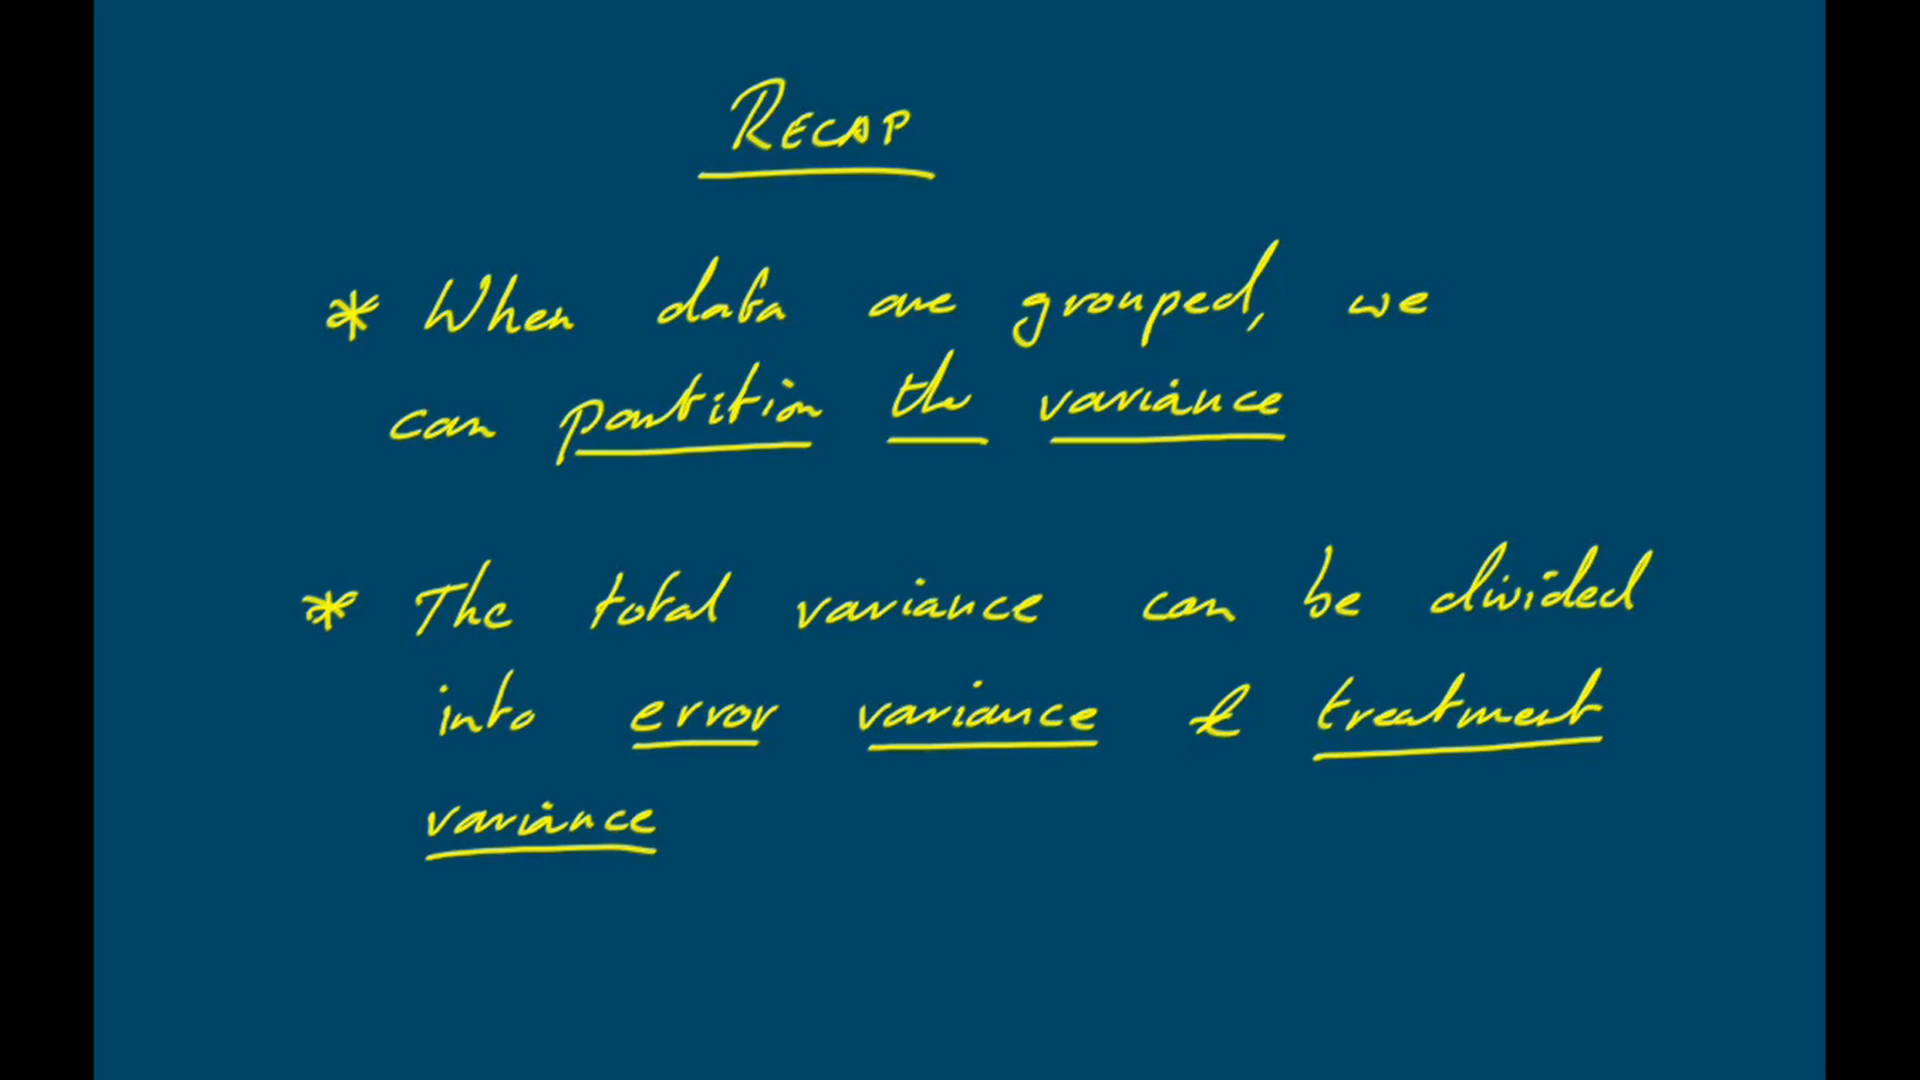 RECAP
* When data are grouped, we
can partition the variance
* The total variance can be divided
into error variance & treatment
variance